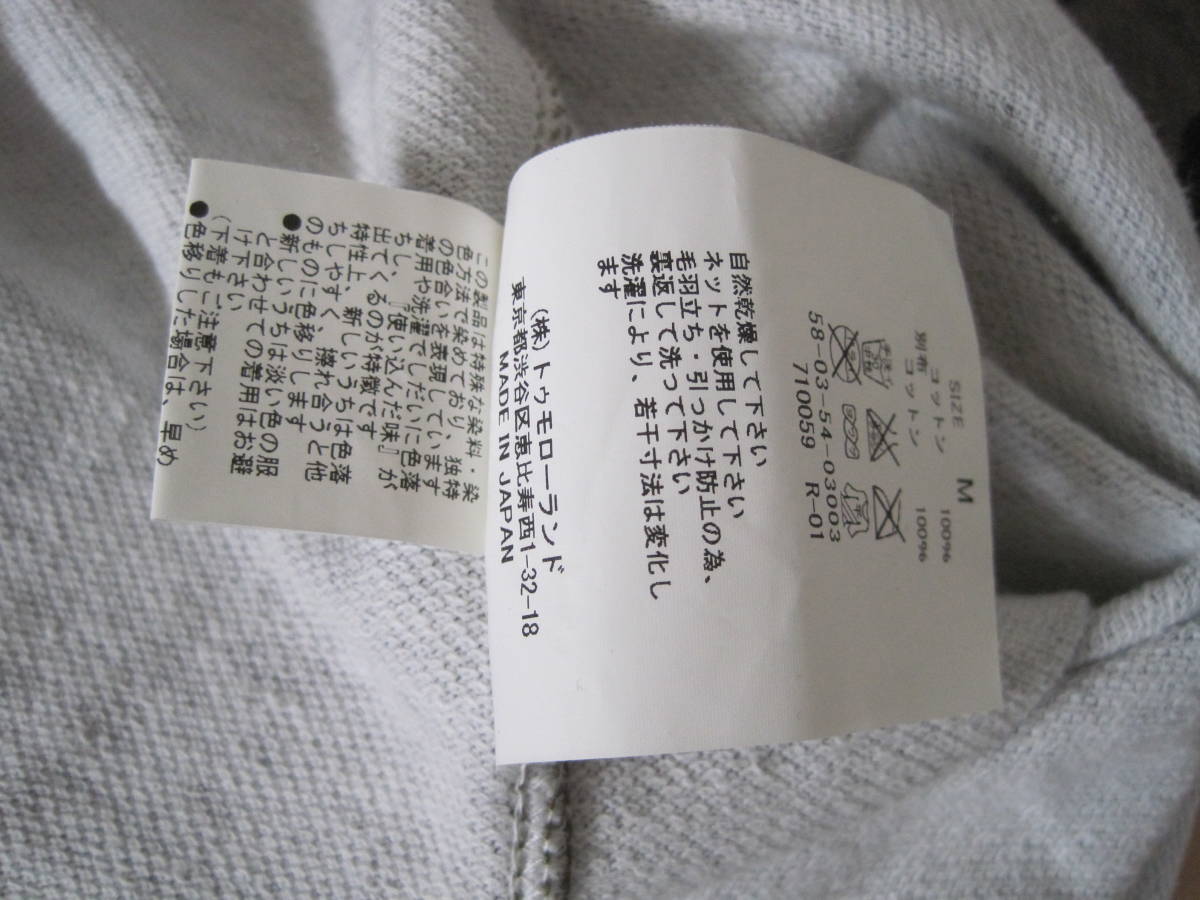 SIZE M
コットン 100%
別布 コットン 100%
58-03-54-03003
710059 R-01
自然乾燥して下さい
ネットを使用して下さい
毛羽立ち・引っかけ防止の為、
裏返して洗って下さい
洗濯により、若干寸法は変化し
ます
(株)トゥモローランド
東京都渋谷区恵比寿西1-32-18
MADE IN JAPAN
この製品は特殊な染料・染
色方法で染めており、独特
の色合いを表現しています
着用や洗濯でしだいに色落
ちし、『使い込んだ味』が
出てくるのが特徴です
特性上、新しいうちは色落
ちしやすく、擦れ合うと他
のものに色移りします
●新しいうちは淡い色の服
と合わせての着用はお避
け下さい
(下着もご注意下さい)
●色移りした場合は、早め